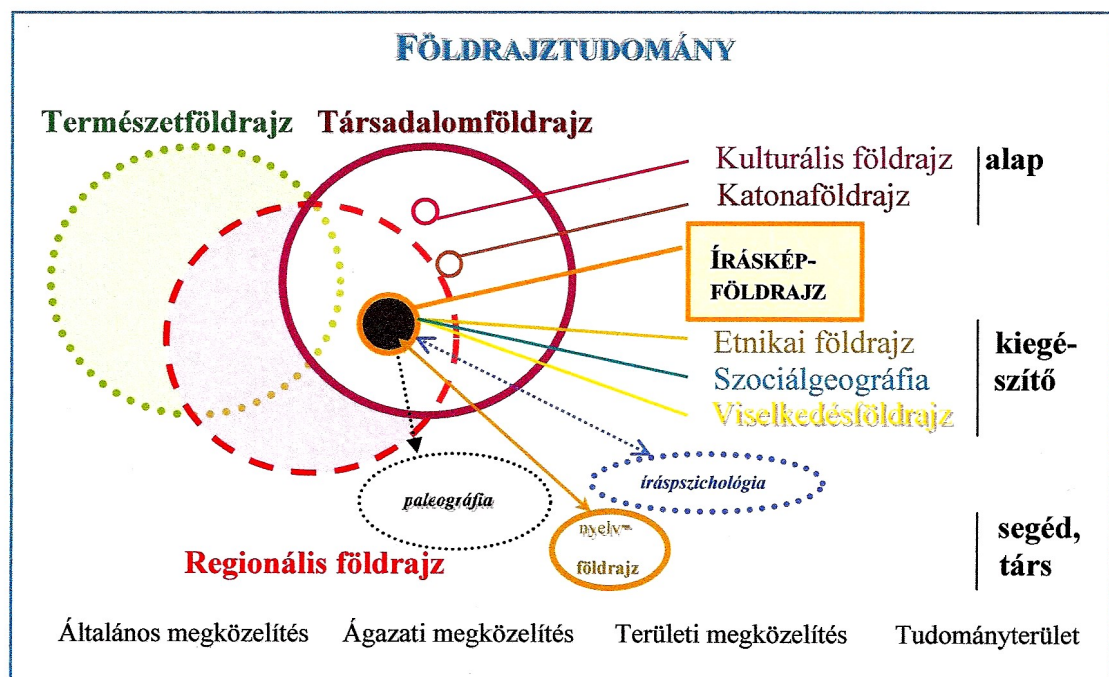 FÖLDRAJZTUDOMÁNY
Természetföldrajz
Társadalomföldrajz
Kulturális földrajz
Katonaföldrajz
alap
ÍRÁSKÉP-
FÖLDRAJZ
Etnikai földrajz
Szociálgeográfia
Viselkedésföldrajz
kiegé-
szítő
paleográfia
íráspszichológia
nyelv-
földrajz
segéd,
társ
Regionális földrajz
Általános megközelítés
Ágazati megközelítés
Területi megközelítés
Tudományterület